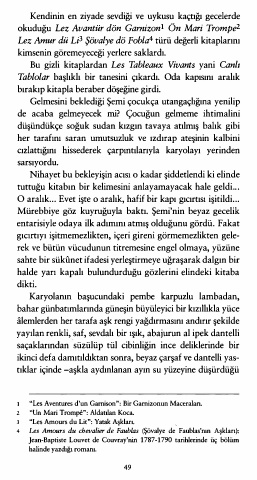 Kendinin en ziyade sevdiği ve uykusu kaçtığı gecelerde
okuduğu Lez Avantür dön Garnizon¹ Ön Mari Trompe²
Lez Amur dü Li³ Şövalye dö Fobla⁴ türü değerli kitaplarını
kimsenin göremeyeceği yerlere saklardı.
Bu gizli kitaplardan Les Tableaux Vivants yani Canlı
Tablolar başlıklı bir tanesini çıkardı. Oda kapısını aralık
bırakıp kitapla beraber döşeğine girdi.
Gelmesini beklediği Şemi çocukça utangaçlığına yenilip
de acaba gelmeyecek mi? Çocuğun gelmeme ihtimalini
düşündükçe soğuk sudan kızgın tavaya atılmış balık gibi
her tarafını saran umutsuzluk ve ızdırap ateşinin kalbini
cızlattığını hissederek çarpıntılarıyla karyolayı yerinden
sarsıyordu.
Nihayet bu bekleyişin acısı o kadar şiddetlendi ki elinde
tuttuğu kitabın bir kelimesini anlayamayacak hale geldi...
O aralık... Evet işte o aralık, hafif bir kapı gıcırtısı işitildi...
Mürebbiye göz kuyruğuyla baktı. Şemi'nin beyaz gecelik
entarisiyle odaya ilk adımını atmış olduğunu gördü. Fakat
gıcırtıyı işitmemezlikten, içeri gireni görmemezlikten gele-
rek ve bütün vücudunun titremesine engel olmaya, yüzüne
sahte bir sükûnet ifadesi yerleştirmeye uğraşarak dalgın bir
halde yarı kapalı bulundurduğu gözlerini elindeki kitaba
dikti.
Karyolanın başucundaki pembe karpuzlu lambadan,
bahar günbatımlarında güneşin büyüleyici bir kızıllıkla yüce
âlemlerden her tarafa aşk rengi yağdırmasını andırır şekilde
yayılan renkli, saf, sevdalı bir ışık, abajurun al ipek dantelli
saçaklarından süzülüp tül cibinliğin ince deliklerinde bir
ikinci defa damıtıldıktan sonra, beyaz çarşaf ve dantelli yas-
tıklar içinde –aşkla aydınlanan ayın su yüzeyine düşürdüğü
1 "Les Aventures d'un Garnison": Bir Garnizonun Maceraları.
2 "Un Mari Trompé": Aldatılan Koca.
3 "Les Amours du Lit": Yatak Aşkları.
4 Les Amours du chevalier de Faublas (Şövalye de Faublas'nın Aşkları):
Jean-Baptiste Louvet de Couvray'nin 1787-1790 tarihlerinde üç bölüm
halinde yazdığı romanı.
49